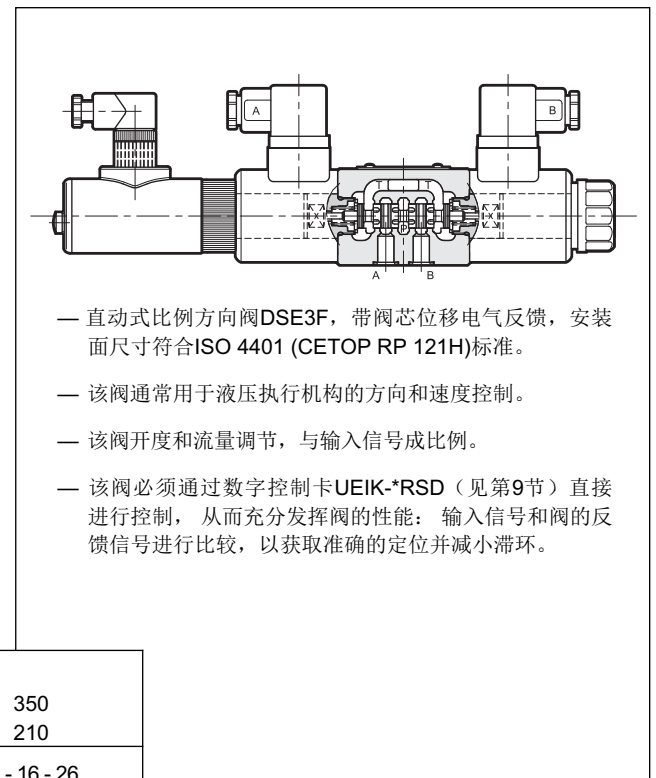 A
B
P
A B
— 直动式比例方向阀DSE3F，带阀芯位移电气反馈，安装
面尺寸符合ISO 4401 (CETOP RP 121H)标准。
— 该阀通常用于液压执行机构的方向和速度控制。
— 该阀开度和流量调节，与输入信号成比例。
— 该阀必须通过数字控制卡UEIK-*RSD（见第9节）直接
进行控制， 从而充分发挥阀的性能： 输入信号和阀的反
馈信号进行比较，以获取准确的定位并减小滞环。
350
210
- 16 - 26